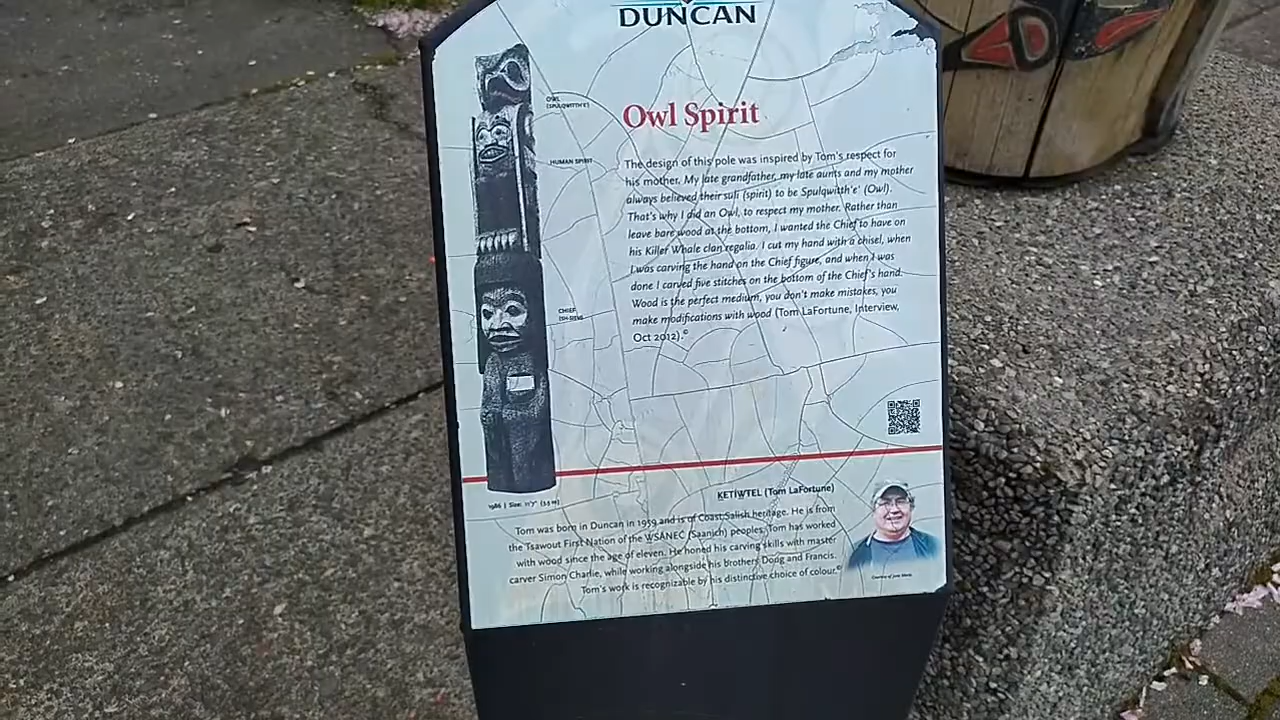 DUNCAN
OWL
(SPULQWITTH'E')
HUMAN SPIRIT
CHIEF
Owl Spirit
The design of this pole was inspired by Tom's respect for
his mother. My late grandfather, my late aunts and my mother
always believed their suli (spirit) to be Spulqwitth'e' (Owl).
That's why I did an Owl, to respect my mother. Rather than
leave bare wood at the bottom, I wanted the Chief to have on
his Killer Whale clan regalia. I cut my hand with a chisel, when
I was carving the hand on the Chief figure, and when I was
done I carved five stitches on the bottom of the Chief's hand.
Wood is the perfect medium, you don't make mistakes, you
make modifications with wood (Tom LaFortune, Interview,
Oct 2012).©
1986 | Size: 11'7" (3.5 m)
KEṮIWTEL (Tom LaFortune)
Tom was born in Duncan in 1959 and is of Coast Salish heritage. He is from
the Tsawout First Nation of the WSANEC (Saanich) peoples. Tom has worked
with wood since the age of eleven. He honed his carving skills with master
carver Simon Charlie, while working alongside his brothers Doug and Francis.
Tom's work is recognizable by his distinctive choice of colour.©